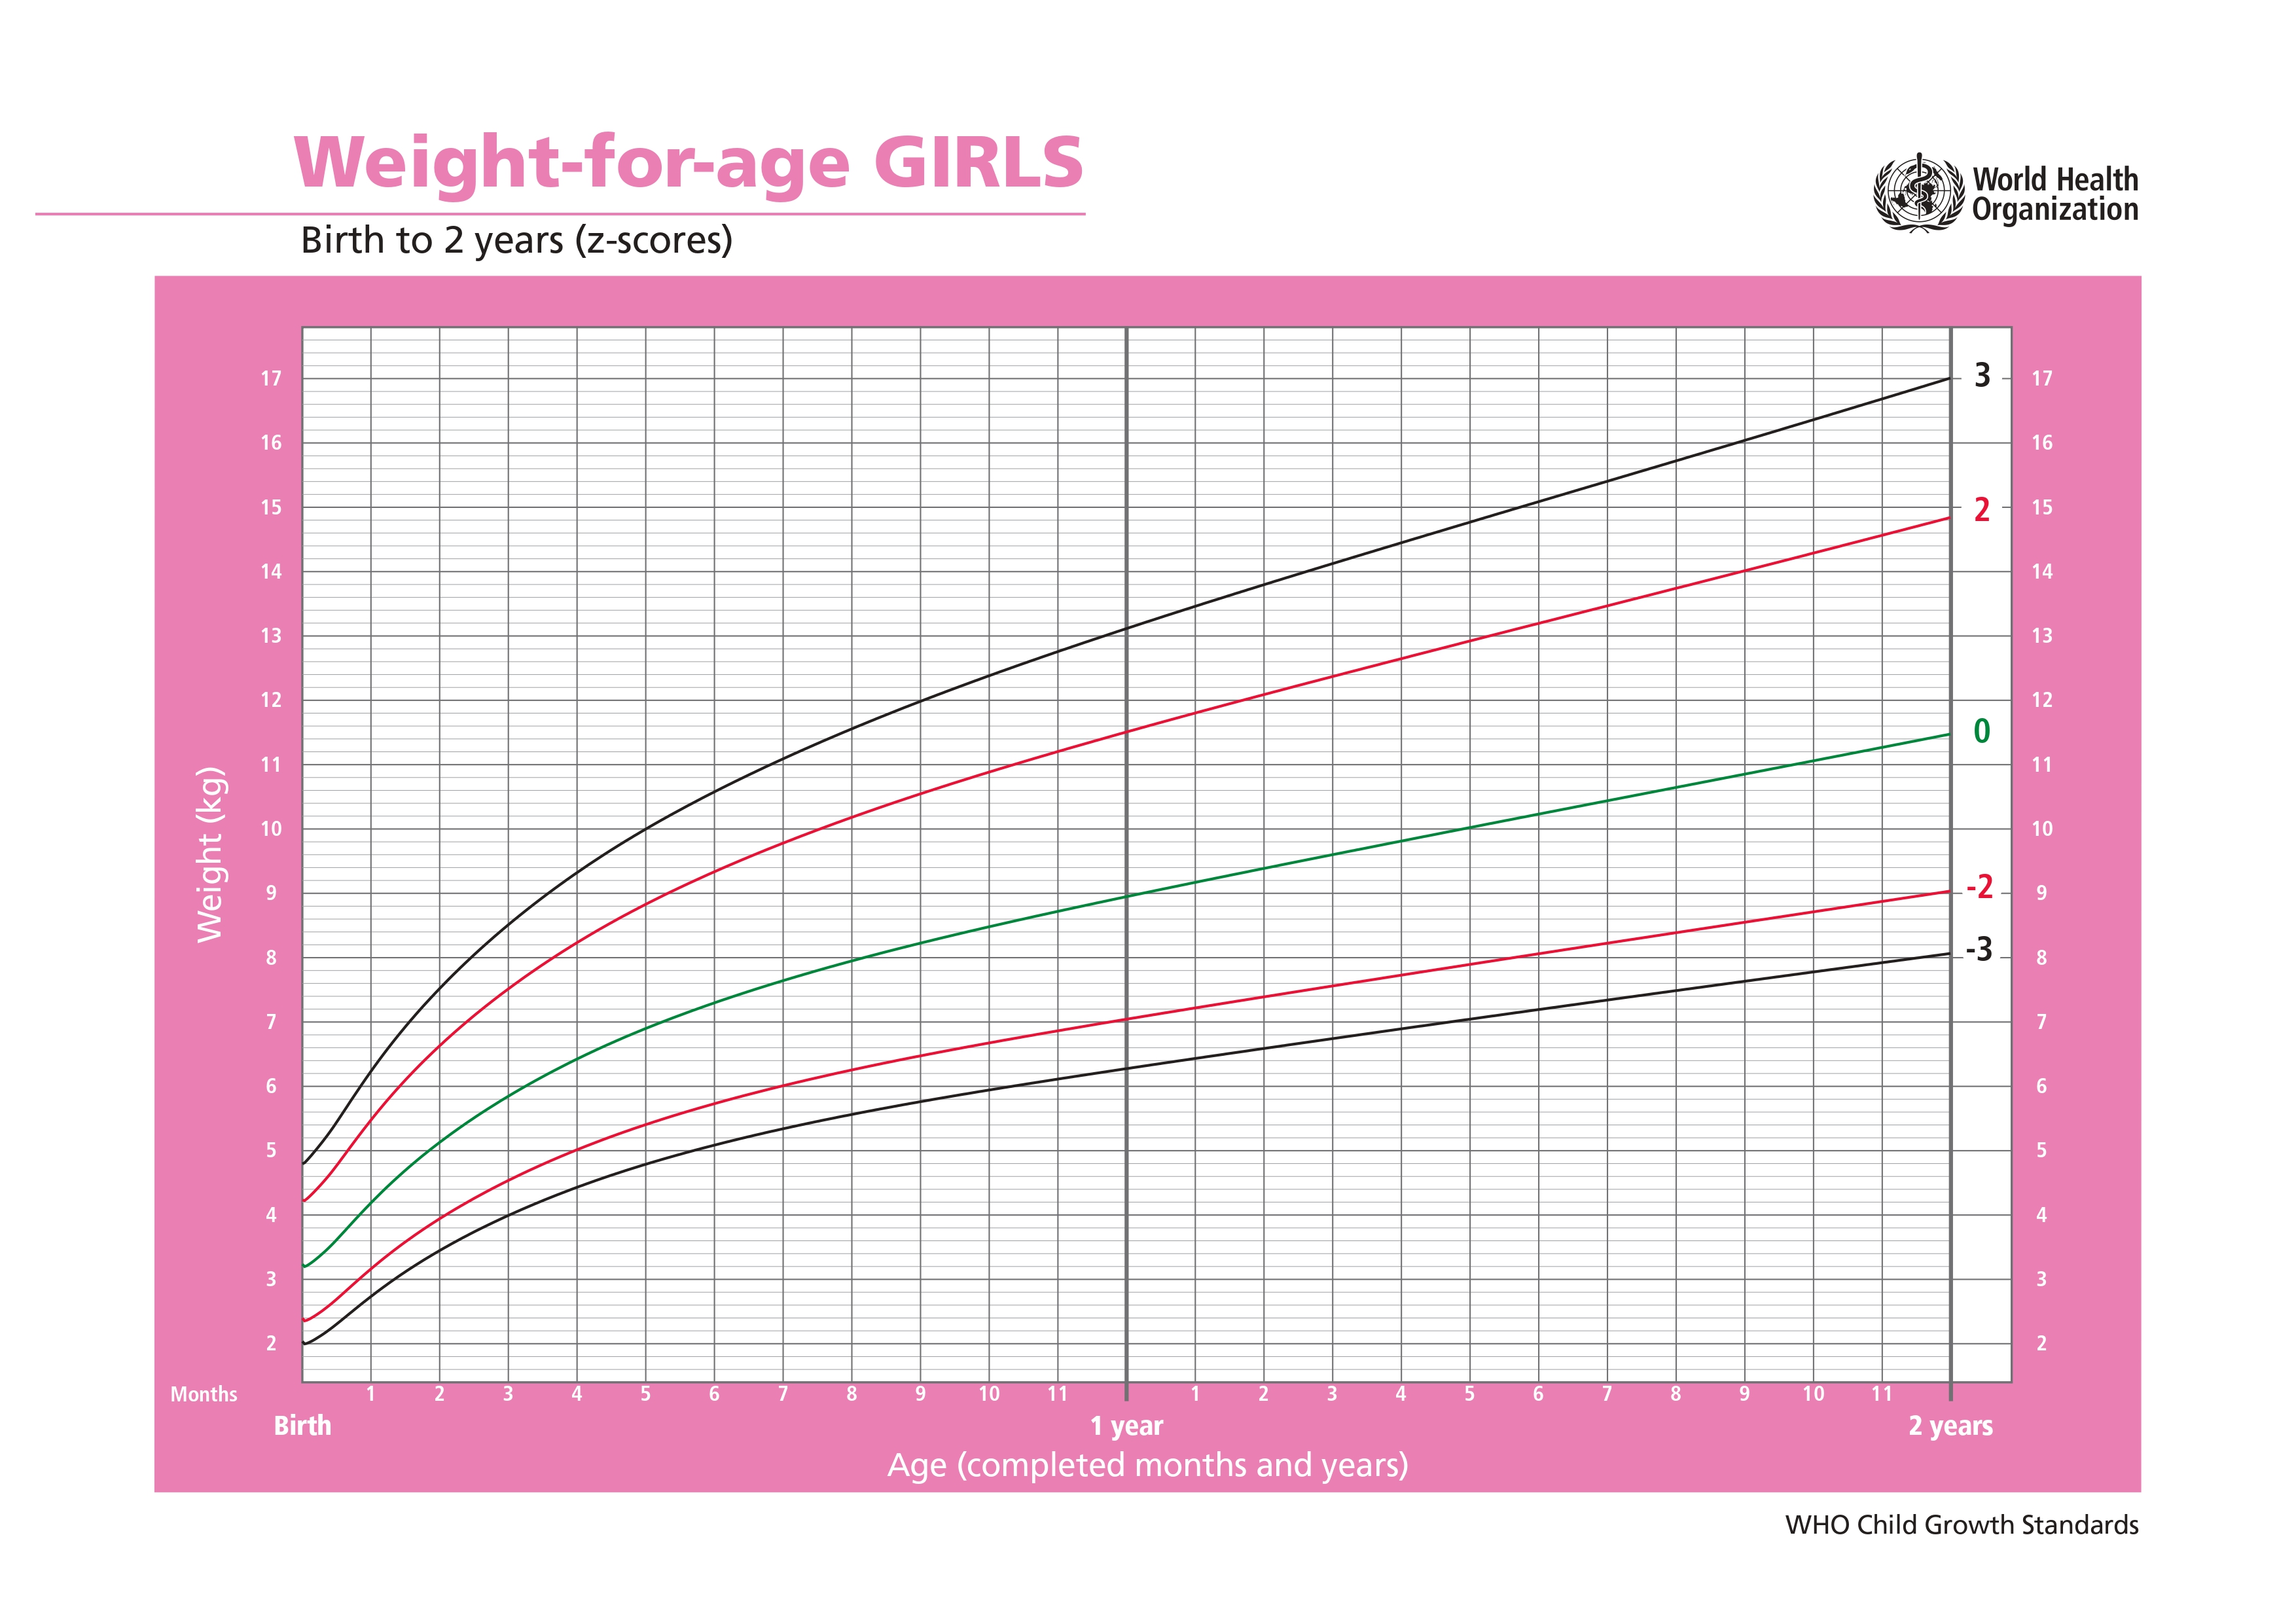 Weight-for-age GIRLS
Birth to 2 years (z-scores)
World Health
Organization
17 3 17
16 16
15 2 15
14 14
13 13
12 12
0
11 11
10 10
9 -2 9
8 -3 8
7 7
6 6
5 5
4 4
3 3
2 2
Weight (kg)
Months 1 2 3 4 5 6 7 8 9 10 11 1 2 3 4 5 6 7 8 9 10 11
Birth 1 year 2 years
Age (completed months and years)
WHO Child Growth Standards